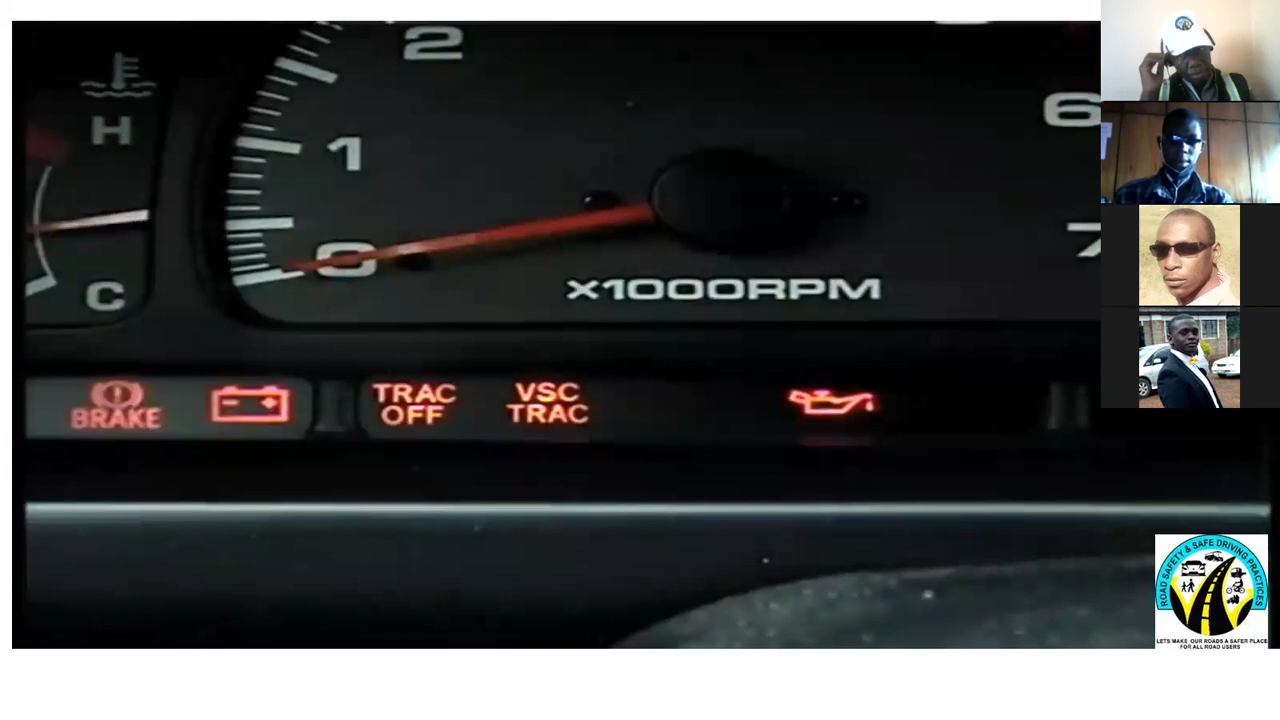 2
H
6
1
0
7
C
X1000RPM
BRAKE
TRAC
OFF
VSC
TRAC
ROAD SAFETY & SAFE DRIVING PRACTICES
LETS MAKE OUR ROADS A SAFER PLACE
FOR ALL ROAD USERS